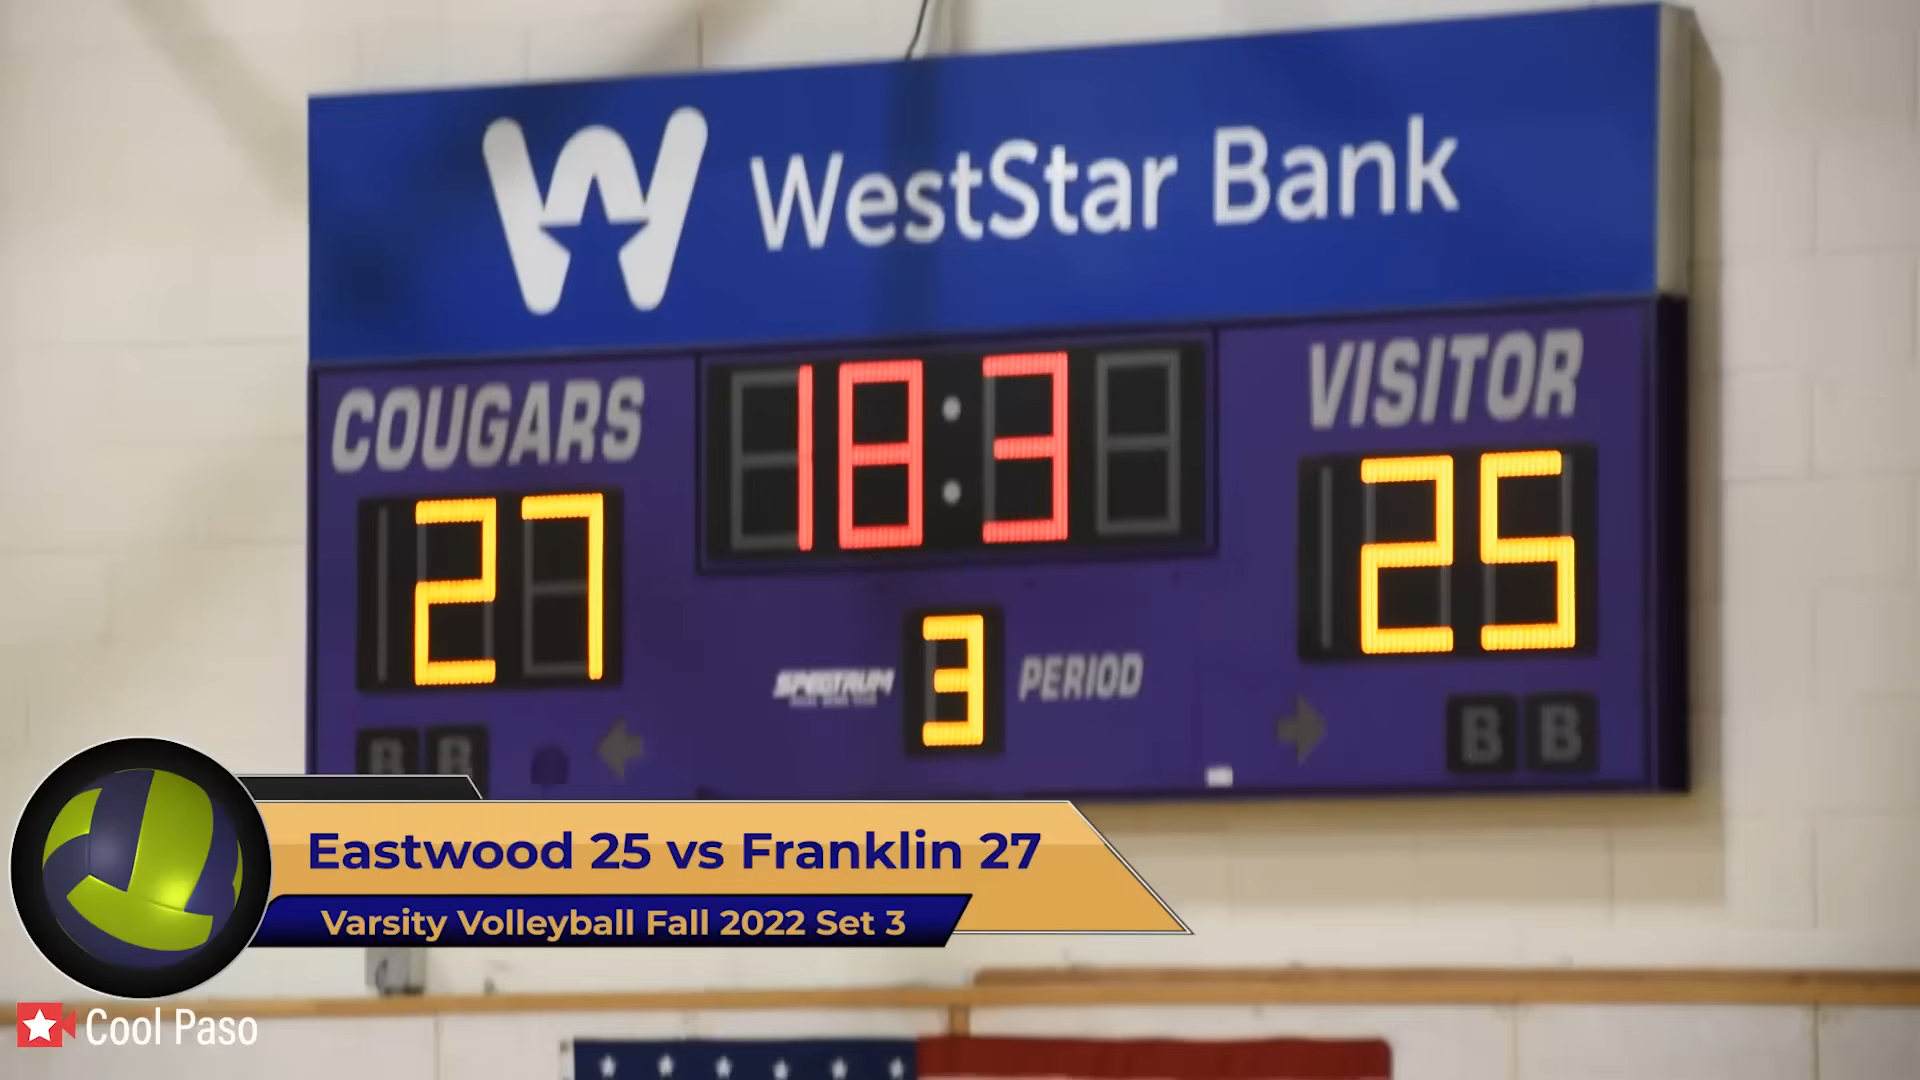 WestStar Bank
COUGARS
18:3
VISITOR
27
25
SPECTRUM
3
PERIOD
B B
B B
Eastwood 25 vs Franklin 27
Varsity Volleyball Fall 2022 Set 3
Cool Paso